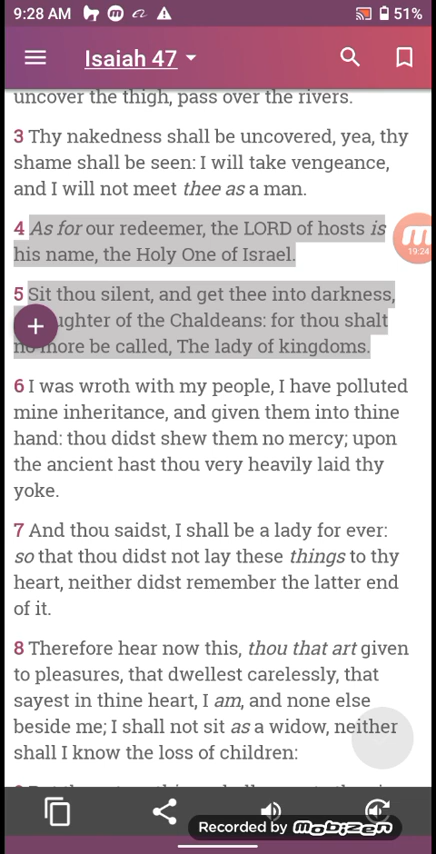 9:28 AM 51%
Isaiah 47
uncover the thigh, pass over the rivers.
3 Thy nakedness shall be uncovered, yea, thy
shame shall be seen: I will take vengeance,
and I will not meet thee as a man.
4 As for our redeemer, the LORD of hosts is
his name, the Holy One of Israel.
19:24
5 Sit thou silent, and get thee into darkness,
ughter of the Chaldeans: for thou shalt
no more be called, The lady of kingdoms.
6 I was wroth with my people, I have polluted
mine inheritance, and given them into thine
hand: thou didst shew them no mercy; upon
the ancient hast thou very heavily laid thy
yoke.
7 And thou saidst, I shall be a lady for ever:
so that thou didst not lay these things to thy
heart, neither didst remember the latter end
of it.
8 Therefore hear now this, thou that art given
to pleasures, that dwellest carelessly, that
sayest in thine heart, I am, and none else
beside me; I shall not sit as a widow, neither
shall I know the loss of children:
Recorded by mobizen